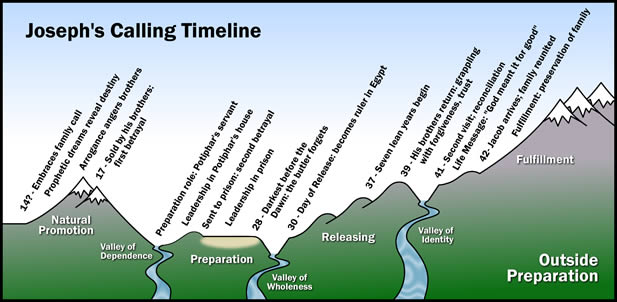 Joseph's Calling Timeline
14? - Embraces family call
Prophetic dreams reveal destiny
Arrogance angers brothers
17 - Sold by his brothers:
first betrayal
Preparation role: Potiphar's servant
Leadership in Potiphar's house
Sent to prison: second betrayal
Leadership in prison
28 - Darkest before the
Dawn: the butler forgets
30 - Day of Release: becomes ruler in Egypt
37 - Seven lean years begin
39 - His brothers return: grappling
with forgiveness, trust
41 - Second visit; reconciliation
Life Message: "God meant it for good"
42 - Jacob arrives; family reunited
Fulfillment: preservation of family
Natural
Promotion
Valley of
Dependence
Preparation
Valley of
Wholeness
Releasing
Valley of
Identity
Fulfillment
Outside
Preparation